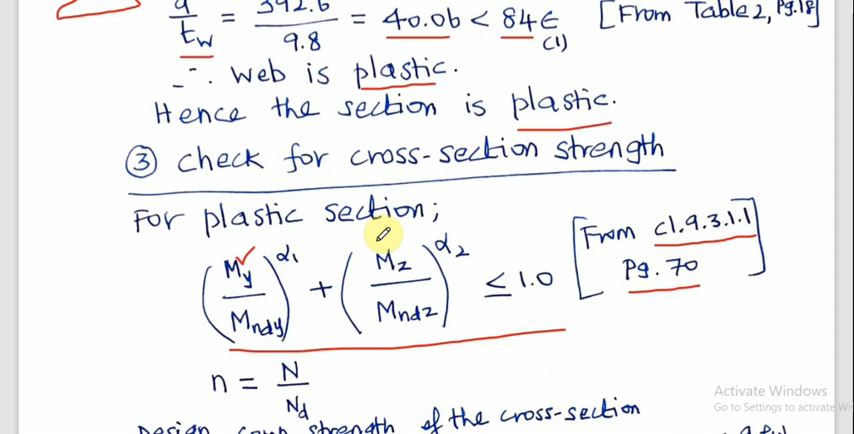 d/tw = 392.6/9.8 = 40.06 < 84ϵ(1) [From Table 2, Pg.18]
∴ web is plastic.
Hence the section is plastic.
③ check for cross-section strength
For plastic section;
(My/Mndy)^α1 + (Mz/Mndz)^α2 ≤ 1.0 [From cl.9.3.1.1 Pg.70]
n = N/Nd
Design comp strength of the cross-section
Activate Windows
Go to Settings to activate Wi